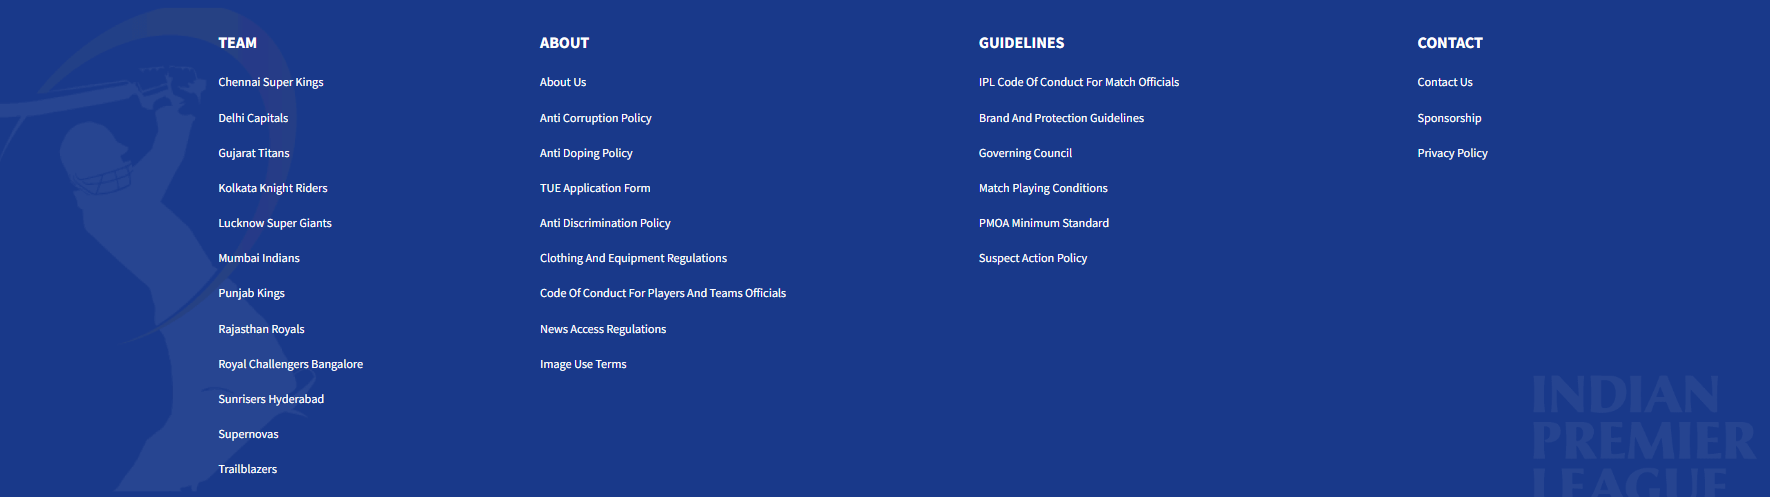 TEAM
Chennai Super Kings
Delhi Capitals
Gujarat Titans
Kolkata Knight Riders
Lucknow Super Giants
Mumbai Indians
Punjab Kings
Rajasthan Royals
Royal Challengers Bangalore
Sunrisers Hyderabad
Supernovas
Trailblazers
ABOUT
About Us
Anti Corruption Policy
Anti Doping Policy
TUE Application Form
Anti Discrimination Policy
Clothing And Equipment Regulations
Code Of Conduct For Players And Teams Officials
News Access Regulations
Image Use Terms
GUIDELINES
IPL Code Of Conduct For Match Officials
Brand And Protection Guidelines
Governing Council
Match Playing Conditions
PMOA Minimum Standard
Suspect Action Policy
CONTACT
Contact Us
Sponsorship
Privacy Policy
INDIAN
PREMIER
LEAGUE